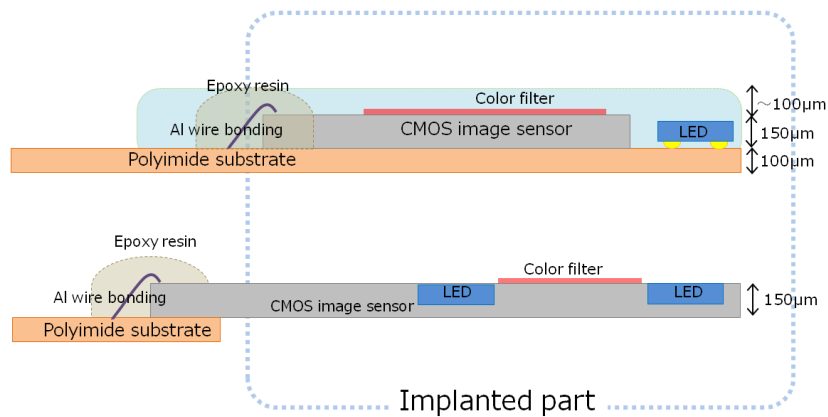 Epoxy resin
Color filter
~100μm
Al wire bonding
CMOS image sensor
LED
150μm
Polyimide substrate
100μm
Epoxy resin
Color filter
Al wire bonding
CMOS image sensor
LED
LED
150μm
Polyimide substrate
Implanted part